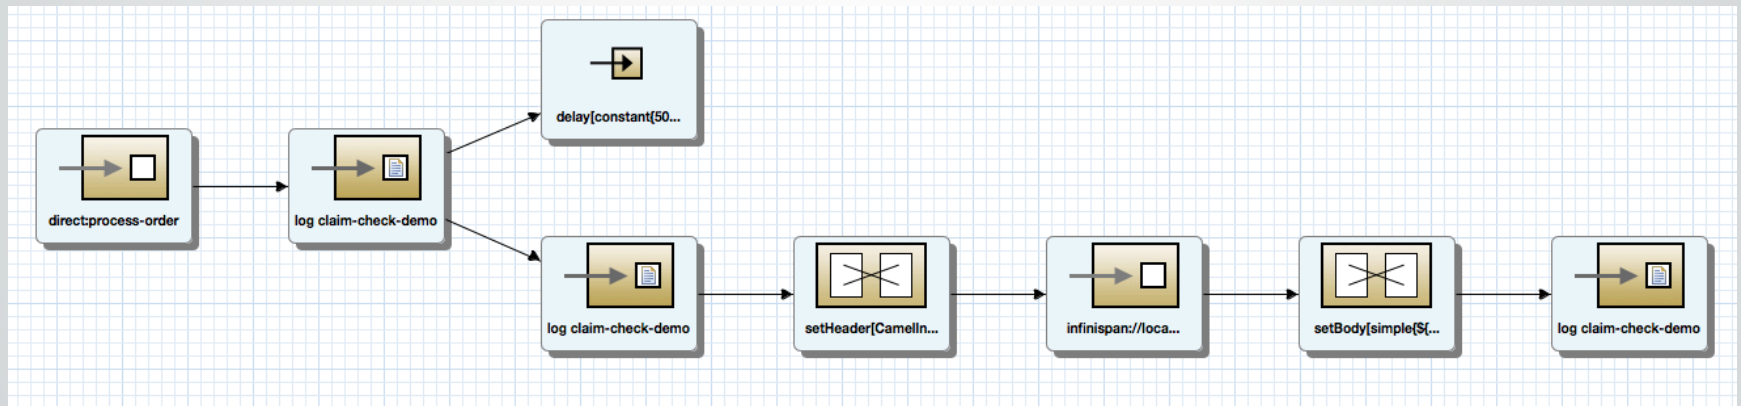 delay[constant{50...
direct:process-order
log claim-check-demo
log claim-check-demo
setHeader[CamelIn...
infinispan://loca...
setBody[simple{${...
log claim-check-demo